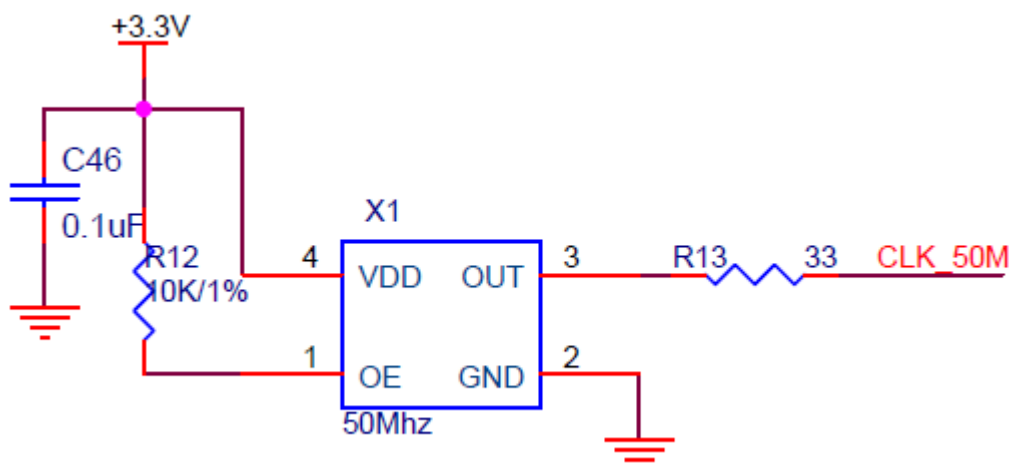 +3.3V
C46
0.1uF
X1
R12
10K/1%
4
VDD
OUT
3
R13
33
CLK_50M
1
OE
GND
2
50Mhz